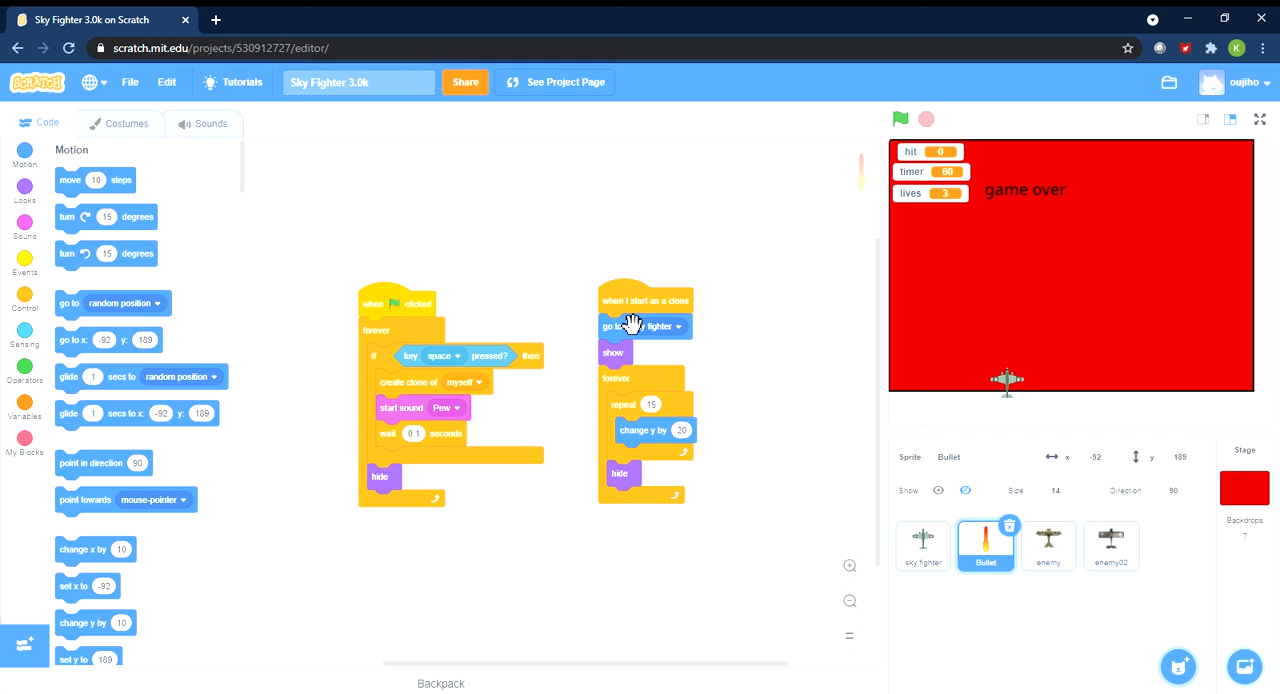 Sky Fighter 3.0k on Scratch
scratch.mit.edu/projects/530912727/editor/
K
SCRATCH
File
Edit
Tutorials
Sky Fighter 3.0k
Share
See Project Page
oujiho
Code
Costumes
Sounds
Motion
Looks
Sound
Events
Control
Sensing
Operators
Variables
My Blocks
Motion
move 10 steps
turn 15 degrees
turn 15 degrees
go to random position
go to x: -92 y: 189
glide 1 secs to random position
glide 1 secs to x: -92 y: 189
point in direction 90
point towards mouse-pointer
change x by 10
set x to -92
change y by 10
set y to 189
when clicked
forever
if key space pressed? then
create clone of myself
start sound Pew
wait 0.1 seconds
hide
when I start as a clone
go to fighter
show
forever
repeat 15
change y by 20
hide
Backpack
hit 0
timer 60
lives 3
game over
Sprite Bullet x -92 y 189
Show Size 14 Direction 90
sky fighter
Bullet
enemy
enemy02
Stage
Backdrops
7